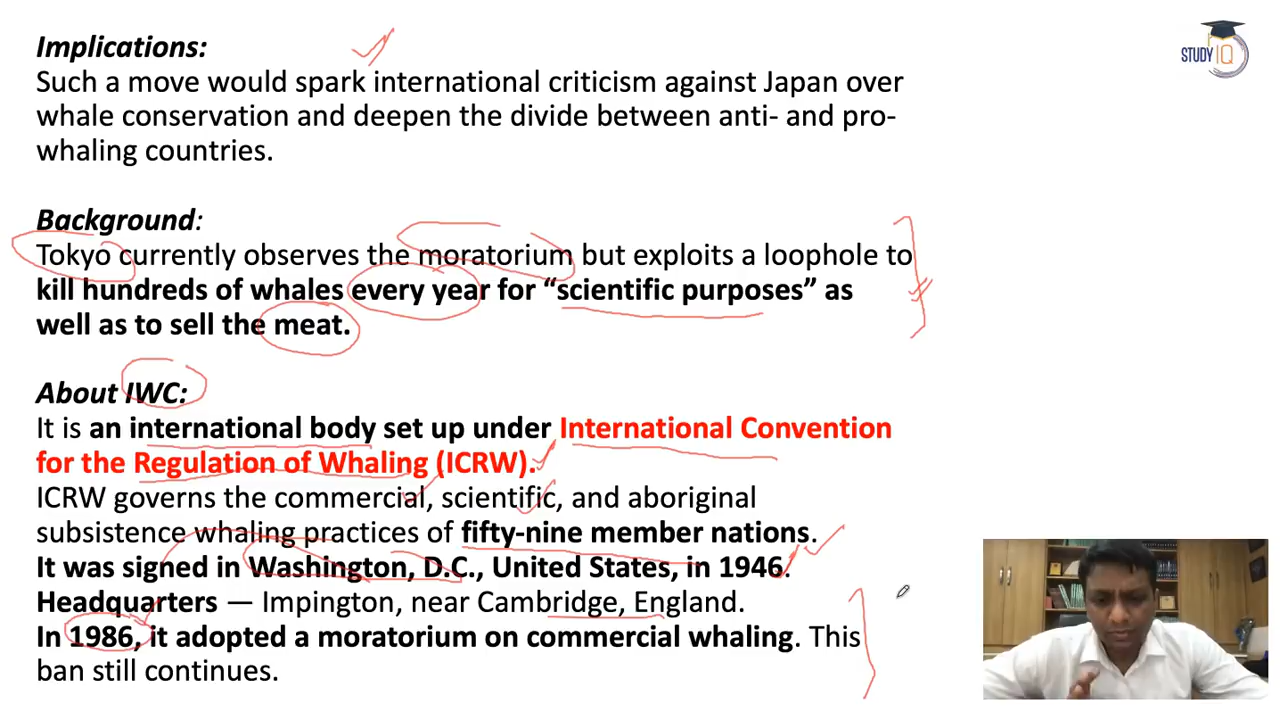 Implications:
Such a move would spark international criticism against Japan over
whale conservation and deepen the divide between anti- and pro-
whaling countries.
Background:
Tokyo currently observes the moratorium but exploits a loophole to
kill hundreds of whales every year for “scientific purposes” as
well as to sell the meat.
About IWC:
It is an international body set up under International Convention
for the Regulation of Whaling (ICRW).
ICRW governs the commercial, scientific, and aboriginal
subsistence whaling practices of fifty-nine member nations.
It was signed in Washington, D.C., United States, in 1946.
Headquarters — Impington, near Cambridge, England.
In 1986, it adopted a moratorium on commercial whaling. This
ban still continues.
STUDY IQ